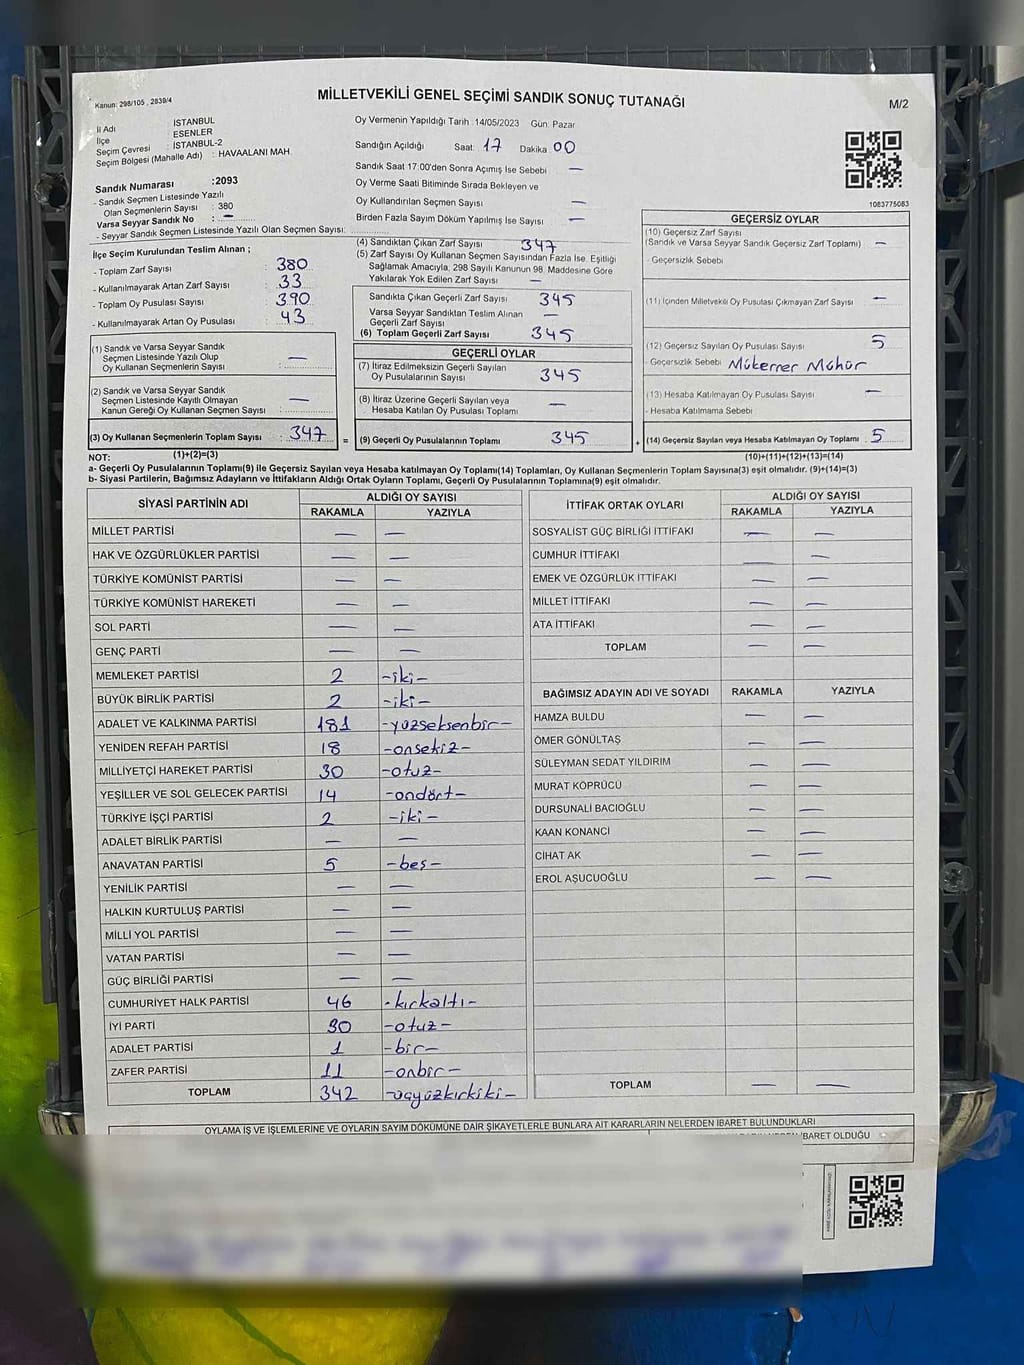 Kanun: 298/105 , 2839/4
MİLLETVEKİLİ GENEL SEÇİMİ SANDIK SONUÇ TUTANAĞI
M/2
İl Adı : İSTANBUL
İlçe : ESENLER
Seçim Çevresi : İSTANBUL-2
Seçim Bölgesi (Mahalle Adı) : HAVAALANI MAH.
Sandık Numarası :2093
- Sandık Seçmen Listesinde Yazılı
Olan Seçmenlerin Sayısı : 380
Varsa Seyyar Sandık No : —
- Seyyar Sandık Seçmen Listesinde Yazılı Olan Seçmen Sayısı:
Oy Vermenin Yapıldığı Tarih :14/05/2023 Gün: Pazar
Sandığın Açıldığı Saat: 17 Dakika 00
Sandık Saat 17:00'den Sonra Açımış İse Sebebi —
Oy Verme Saati Bitiminde Sırada Bekleyen ve
Oy Kullandırılan Seçmen Sayısı —
Birden Fazla Sayım Döküm Yapılmış İse Sayısı —
1083775083
İlçe Seçim Kurulundan Teslim Alınan ;
- Toplam Zarf Sayısı : 380
- Kullanılmayarak Artan Zarf Sayısı : 33
- Toplam Oy Pusulası Sayısı : 390
- Kullanılmayarak Artan Oy Pusulası : 43
(1) Sandık ve Varsa Seyyar Sandık
Seçmen Listesinde Yazılı Olup
Oy Kullanan Seçmen Sayısı : —
(2) Sandık ve Varsa Seyyar Sandık
Seçmen Listesinde Kayıtlı Olmayan
Kanun Gereği Oy Kullanan Seçmen Sayısı : —
(3) Oy Kullanan Seçmenlerin Toplam Sayısı : 347
(1)+(2)=(3)
(4) Sandıktan Çıkan Zarf Sayısı 347
(5) Zarf Sayısı Oy Kullanan Seçmen Sayısından Fazla İse, Eşitliği
Sağlamak Amacıyla, 298 Sayılı Kanunun 98. Maddesine Göre
Yakılarak Yok Edilen Zarf Sayısı —
Sandıkta Çıkan Geçerli Zarf Sayısı 345
Varsa Seyyar Sandıktan Teslim Alınan
Geçerli Zarf Sayısı —
(6) Toplam Geçerli Zarf Sayısı 345
GEÇERLİ OYLAR
(7) İtiraz Edilmeksizin Geçerli Sayılan
Oy Pusulalarının Sayısı 345
(8) İtiraz Üzerine Geçerli Sayılan veya
Hesaba Katılan Oy Pusulası Toplamı —
= (9) Geçerli Oy Pusulalarının Toplamı 345
GEÇERSİZ OYLAR
(10) Geçersiz Zarf Sayısı
(Sandık ve Varsa Seyyar Sandık Geçersiz Zarf Toplamı) —
- Geçersizlik Sebebi
(11) İçinden Milletvekili Oy Pusulası Çıkmayan Zarf Sayısı —
(12) Geçersiz Sayılan Oy Pusulası Sayısı 5
- Geçersizlik Sebebi Mükerrer Mühür
(13) Hesaba Katılmayan Oy Pusulası Sayısı —
- Hesaba Katılmama Sebebi
+ (14) Geçersiz Sayılan veya Hesaba Katılmayan Oy Toplamı 5
(10)+(11)+(12)+(13)=(14)
NOT:
a- Geçerli Oy Pusulalarının Toplamı(9) ile Geçersiz Sayılan veya Hesaba katılmayan Oy Toplamı(14) Toplamları, Oy Kullanan Seçmenlerin Toplam Sayısına(3) eşit olmalıdır. (9)+(14)=(3)
b- Siyasi Partilerin, Bağımsız Adayların ve İttifakların Aldığı Ortak Oyların Toplamı, Geçerli Oy Pusulalarının Toplamına(9) eşit olmalıdır.
SİYASİ PARTİNİN ADI ALDIĞI OY SAYISI
RAKAMLA YAZIYLA
MİLLET PARTİSİ — —
HAK VE ÖZGÜRLÜKLER PARTİSİ — —
TÜRKİYE KOMÜNİST PARTİSİ — —
TÜRKİYE KOMÜNİST HAREKETİ — —
SOL PARTİ — —
GENÇ PARTİ — —
MEMLEKET PARTİSİ 2 -iki-
BÜYÜK BİRLİK PARTİSİ 2 -iki-
ADALET VE KALKINMA PARTİSİ 181 -yüzseksenbir-
YENİDEN REFAH PARTİSİ 18 -onsekiz-
MİLLİYETÇİ HAREKET PARTİSİ 30 -otuz-
YEŞİLLER VE SOL GELECEK PARTİSİ 14 -ondört-
TÜRKİYE İŞÇİ PARTİSİ 2 -iki-
ADALET BİRLİK PARTİSİ — —
ANAVATAN PARTİSİ 5 -beş-
YENİLİK PARTİSİ — —
HALKIN KURTULUŞ PARTİSİ — —
MİLLİ YOL PARTİSİ — —
VATAN PARTİSİ — —
GÜÇ BİRLİĞİ PARTİSİ — —
CUMHURİYET HALK PARTİSİ 46 -kırkaltı-
İYİ PARTİ 30 -otuz-
ADALET PARTİSİ 1 -bir-
ZAFER PARTİSİ 11 -onbir-
TOPLAM 342 -üçyüzkırkiki-
İTTİFAK ORTAK OYLARI ALDIĞI OY SAYISI
RAKAMLA YAZIYLA
SOSYALİST GÜÇ BİRLİĞİ İTTİFAKI — —
CUMHUR İTTİFAKI — —
EMEK VE ÖZGÜRLÜK İTTİFAKI — —
MİLLET İTTİFAKI — —
ATA İTTİFAKI — —
TOPLAM — —
BAĞIMSIZ ADAYIN ADI VE SOYADI RAKAMLA YAZIYLA
HAMZA BULDU — —
ÖMER GÖNÜLTAŞ — —
SÜLEYMAN SEDAT YILDIRIM — —
MURAT KÖPRÜCÜ — —
DURSUNALİ BACIOĞLU — —
KAAN KONANCI — —
CİHAT AK — —
EROL AŞUCUOĞLU — —
TOPLAM — —
OYLAMA İŞ VE İŞLEMLERİNE VE OYLARIN SAYIM DÖKÜMÜNE DAİR ŞİKAYETLERLE BUNLARA AİT KARARLARIN NELERDEN İBARET BULUNDUKLARI
İBARET OLDUĞU